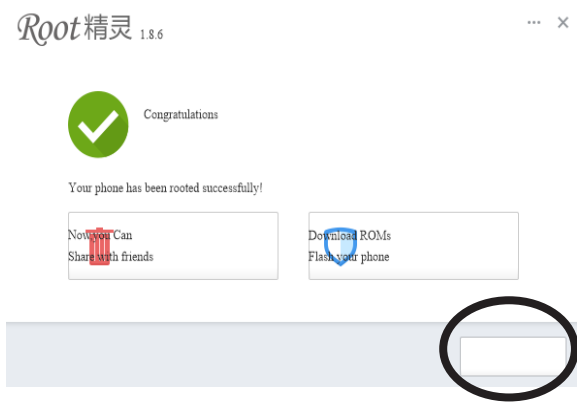 Root精灵 1.8.6
Congratulations
Your phone has been rooted successfully!
Now you Can
Share with friends
Download ROMs
Flash your phone